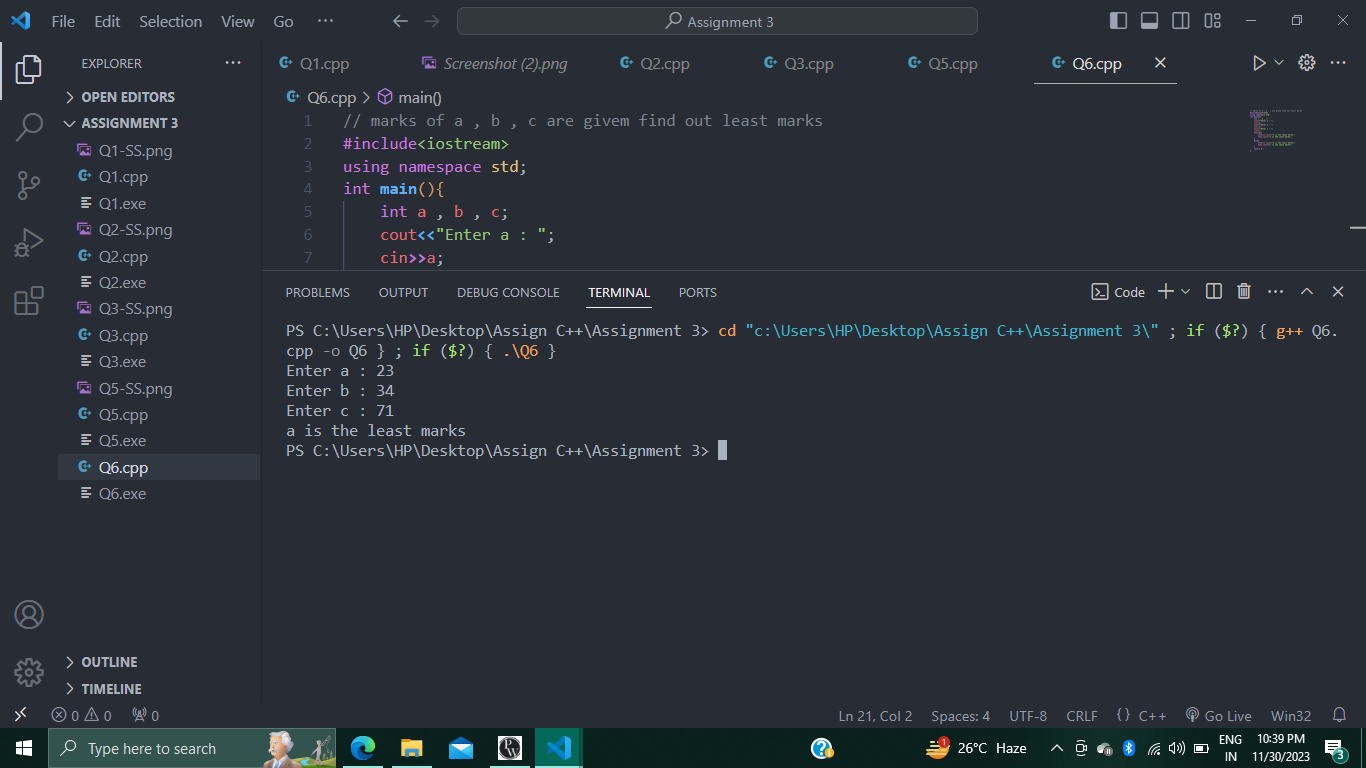 File Edit Selection View Go ··· Assignment 3
EXPLORER
Q1.cpp Screenshot (2).png Q2.cpp Q3.cpp Q5.cpp Q6.cpp
OPEN EDITORS
ASSIGNMENT 3
Q1-SS.png
Q1.cpp
Q1.exe
Q2-SS.png
Q2.cpp
Q2.exe
Q3-SS.png
Q3.cpp
Q3.exe
Q5-SS.png
Q5.cpp
Q5.exe
Q6.cpp
Q6.exe
OUTLINE
TIMELINE
Q6.cpp > main()
1 // marks of a , b , c are givem find out least marks
2 #include<iostream>
3 using namespace std;
4 int main(){
5 int a , b , c;
6 cout<<"Enter a : ";
7 cin>>a;
PROBLEMS OUTPUT DEBUG CONSOLE TERMINAL PORTS Code
PS C:\Users\HP\Desktop\Assign C++\Assignment 3> cd "c:\Users\HP\Desktop\Assign C++\Assignment 3\" ; if ($?) { g++ Q6.
cpp -o Q6 } ; if ($?) { .\Q6 }
Enter a : 23
Enter b : 34
Enter c : 71
a is the least marks
PS C:\Users\HP\Desktop\Assign C++\Assignment 3>
0 0 0 Ln 21, Col 2 Spaces: 4 UTF-8 CRLF {} C++ Go Live Win32
Type here to search 1 26°C Haze ENG 10:39 PM
IN 11/30/2023 3